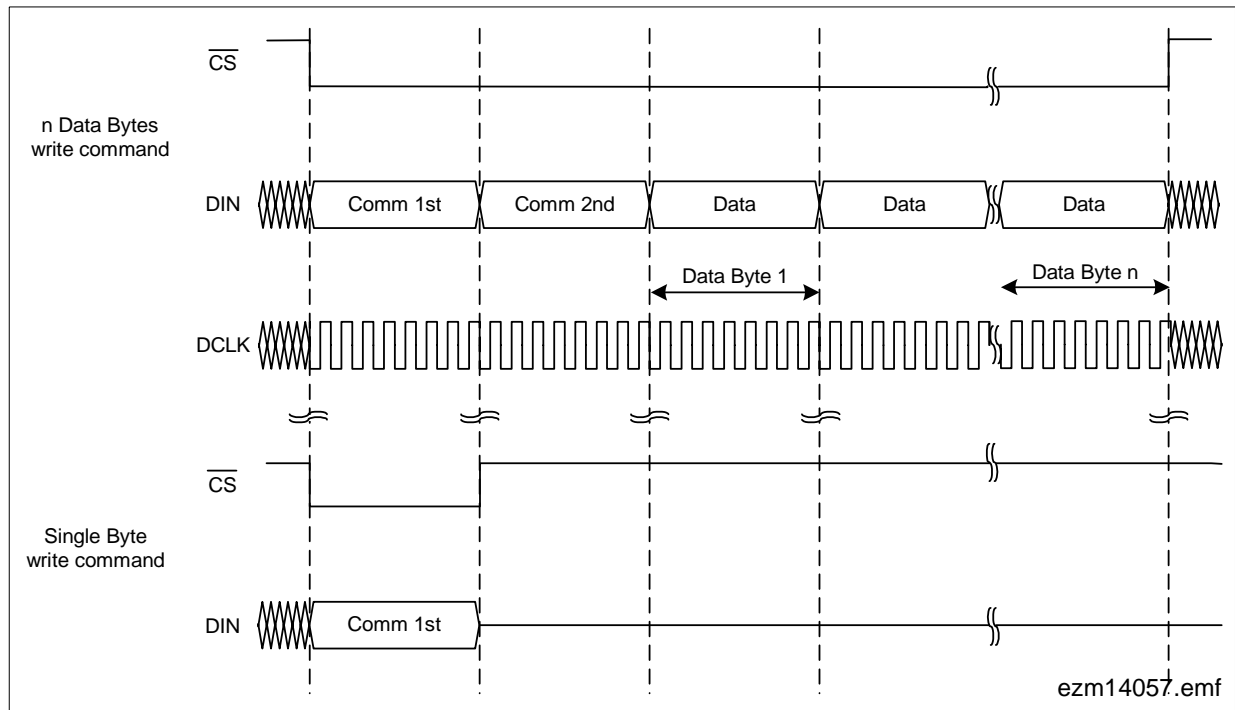 CS
n Data Bytes
write command
DIN
Comm 1st
Comm 2nd
Data
Data
Data
Data Byte 1
Data Byte n
DCLK
CS
Single Byte
write command
DIN
Comm 1st
ezm14057.emf